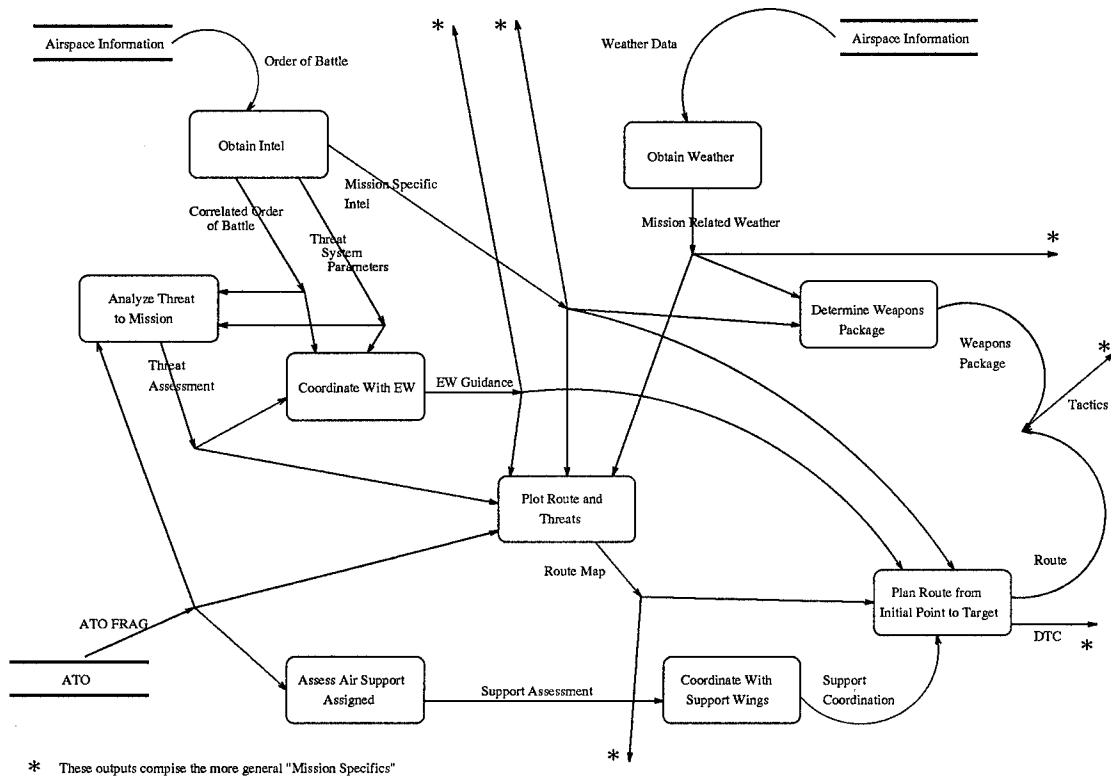 *
*
Airspace Information
Airspace Information
Weather Data
Order of Battle
Obtain Intel
Obtain Weather
Mission Specific
Intel
Correlated Order
of Battle
Mission Related Weather
Threat
System
Parameters
*
Analyze Threat
to Mission
Determine Weapons
Package
Weapons
Package
*
Threat
Assessment
Coordinate With EW
EW Guidance
Tactics
Plot Route and
Threats
Route Map
Route
Plan Route from
Initial Point to Target
ATO FRAG
DTC
*
ATO
Assess Air Support
Assigned
Support Assessment
Coordinate With
Support Wings
Support
Coordination
*
* These outputs compise the more general "Mission Specifics"